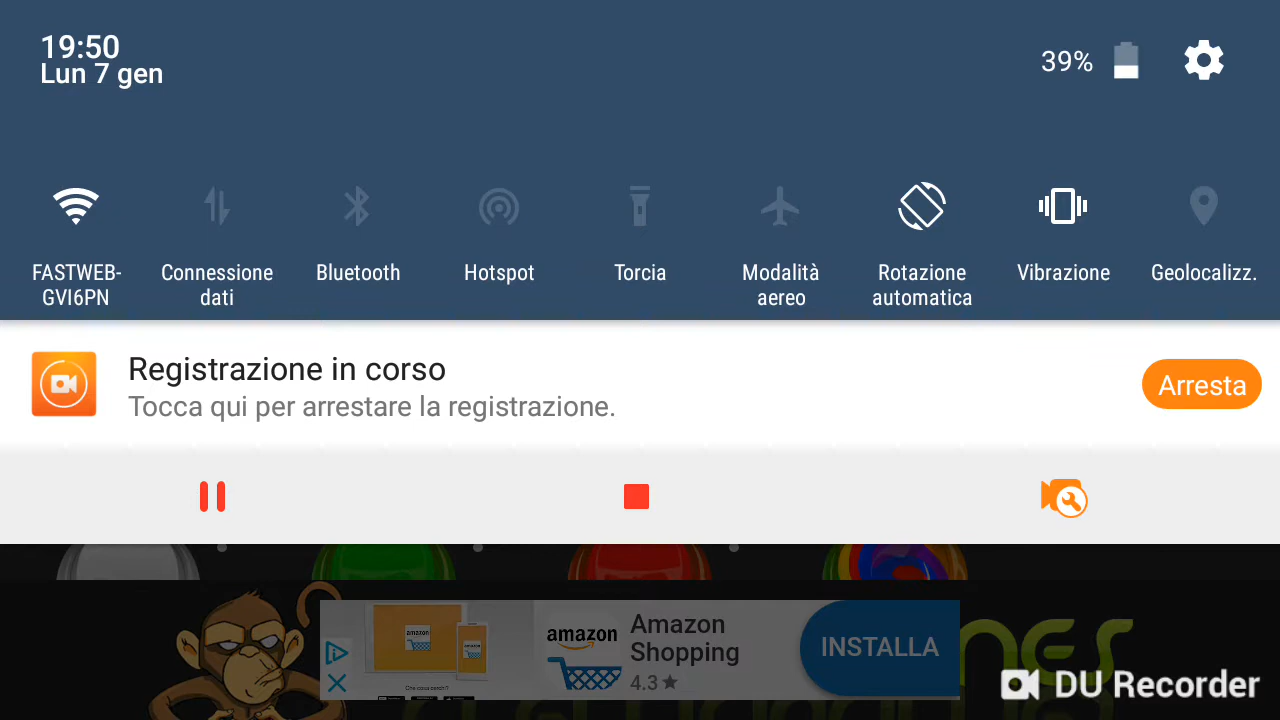 19:50
Lun 7 gen
39%
FASTWEB-
GVI6PN
Connessione
dati
Bluetooth
Hotspot
Torcia
Modalità
aereo
Rotazione
automatica
Vibrazione
Geolocalizz.
Registrazione in corso
Tocca qui per arrestare la registrazione.
Arresta
amazon
amazon
Amazon
Shopping
4.3★
INSTALLA
DU Recorder